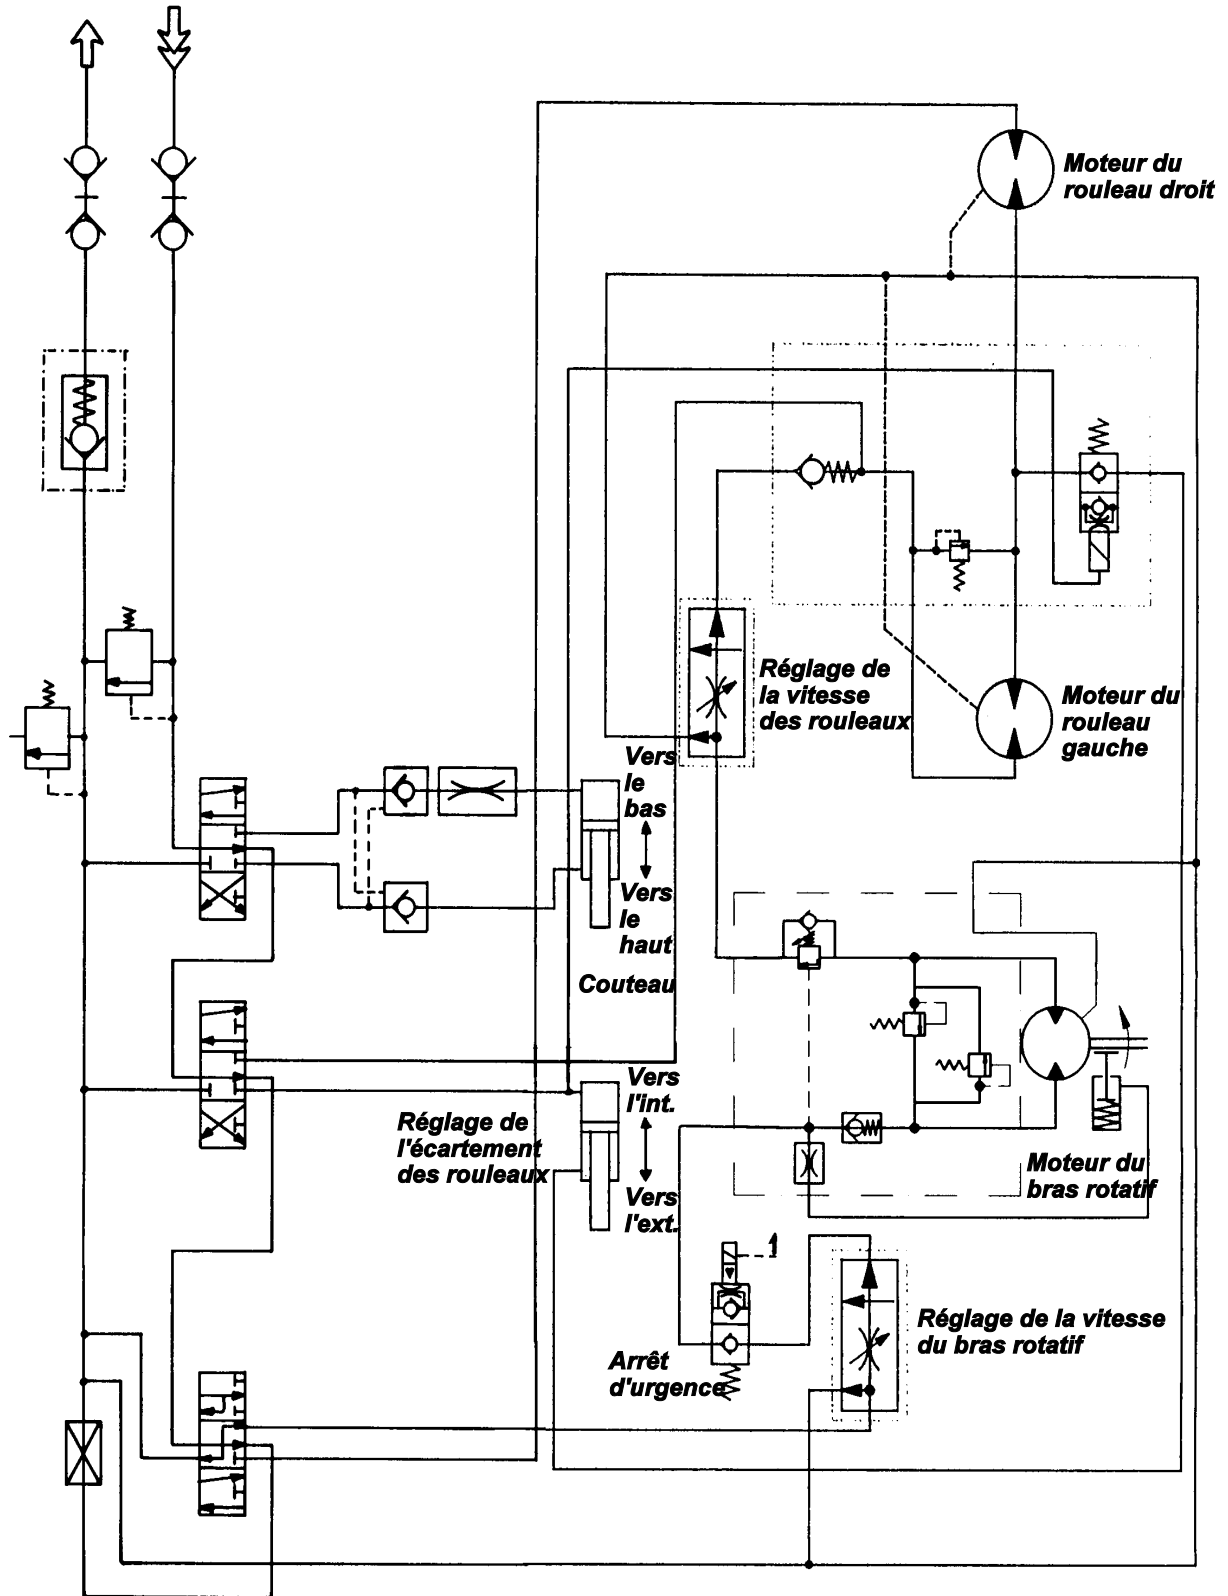 Moteur du
rouleau droit
Réglage de
la vitesse
des rouleaux
Moteur du
rouleau
gauche
Vers
le
bas
Vers
le
haut
Couteau
Vers
l'int.
Réglage de
l'écartement
des rouleaux
Vers
l'ext.
Moteur du
bras rotatif
Réglage de la vitesse
du bras rotatif
Arrêt
d'urgence